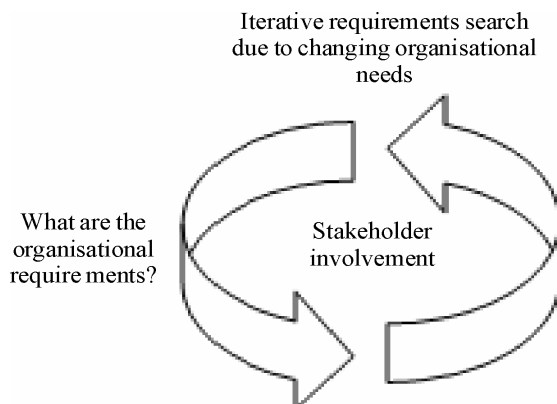 Iterative requirements search
due to changing organisational
needs
What are the
organisational
require ments?
Stakeholder
involvement